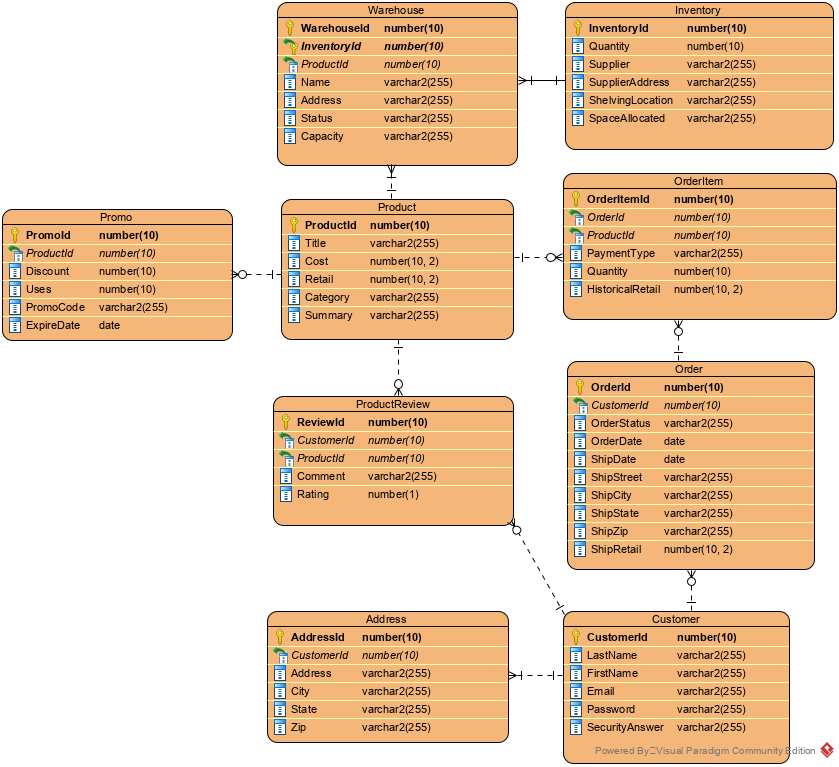 Warehouse
WarehouseId number(10)
InventoryId number(10)
ProductId number(10)
Name varchar2(255)
Address varchar2(255)
Status varchar2(255)
Capacity varchar2(255)
Inventory
InventoryId number(10)
Quantity number(10)
Supplier varchar2(255)
SupplierAddress varchar2(255)
ShelvingLocation varchar2(255)
SpaceAllocated varchar2(255)
Promo
PromoId number(10)
ProductId number(10)
Discount number(10)
Uses number(10)
PromoCode varchar2(255)
ExpireDate date
Product
ProductId number(10)
Title varchar2(255)
Cost number(10, 2)
Retail number(10, 2)
Category varchar2(255)
Summary varchar2(255)
OrderItem
OrderItemId number(10)
OrderId number(10)
ProductId number(10)
PaymentType varchar2(255)
Quantity number(10)
HistoricalRetail number(10, 2)
ProductReview
ReviewId number(10)
CustomerId number(10)
ProductId number(10)
Comment varchar2(255)
Rating number(1)
Order
OrderId number(10)
CustomerId number(10)
OrderStatus varchar2(255)
OrderDate date
ShipDate date
ShipStreet varchar2(255)
ShipCity varchar2(255)
ShipState varchar2(255)
ShipZip varchar2(255)
ShipRetail number(10, 2)
Address
AddressId number(10)
CustomerId number(10)
Address varchar2(255)
City varchar2(255)
State varchar2(255)
Zip varchar2(255)
Customer
CustomerId number(10)
LastName varchar2(255)
FirstName varchar2(255)
Email varchar2(255)
Password varchar2(255)
SecurityAnswer varchar2(255)
Powered By Visual Paradigm Community Edition